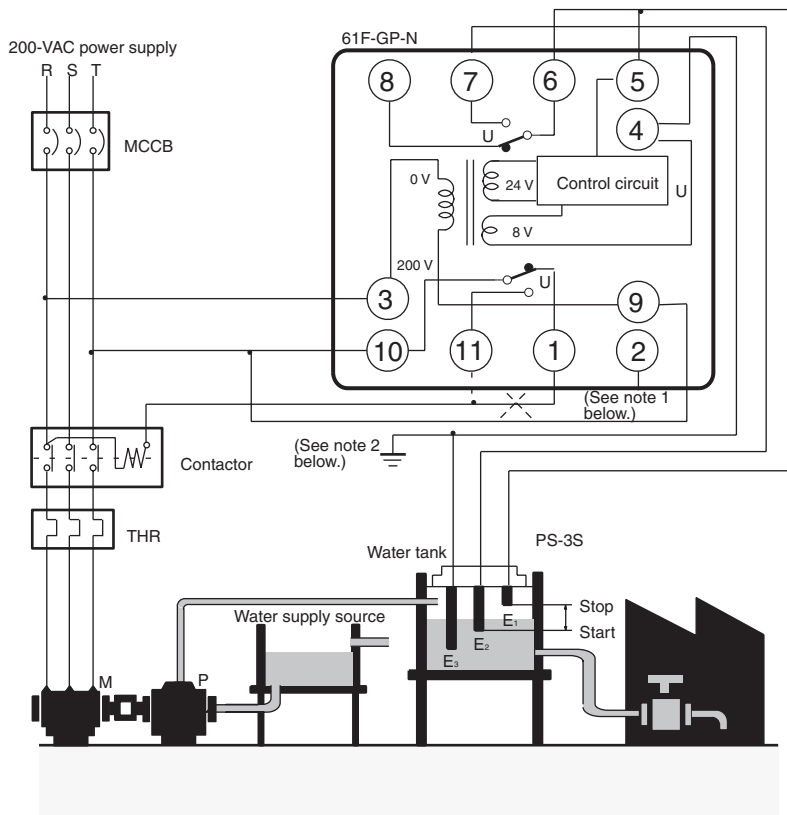 61F-GP-N
200-VAC power supply
R S T
8 7 6 5
MCCB
4
U
0 V
24 V
Control circuit
U
8 V
200 V
3
U
9
10 11 1 2
(See note 1
below.)
(See note 2
below.)
Contactor
THR
PS-3S
Water tank
Stop
Water supply source
E₁
Start
E₂
E₃
M
P